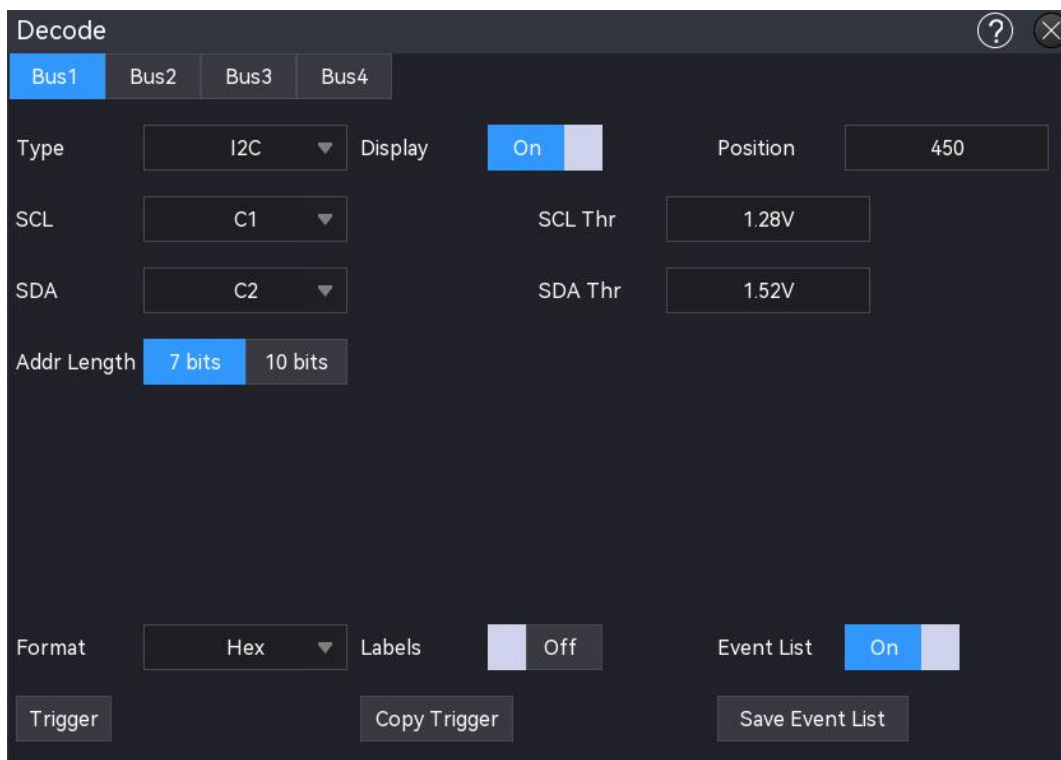 Decode ?
Bus1 Bus2 Bus3 Bus4
Type I2C Display On Position 450
SCL C1 SCL Thr 1.28V
SDA C2 SDA Thr 1.52V
Addr Length 7 bits 10 bits
Format Hex Labels Off Event List On
Trigger Copy Trigger Save Event List